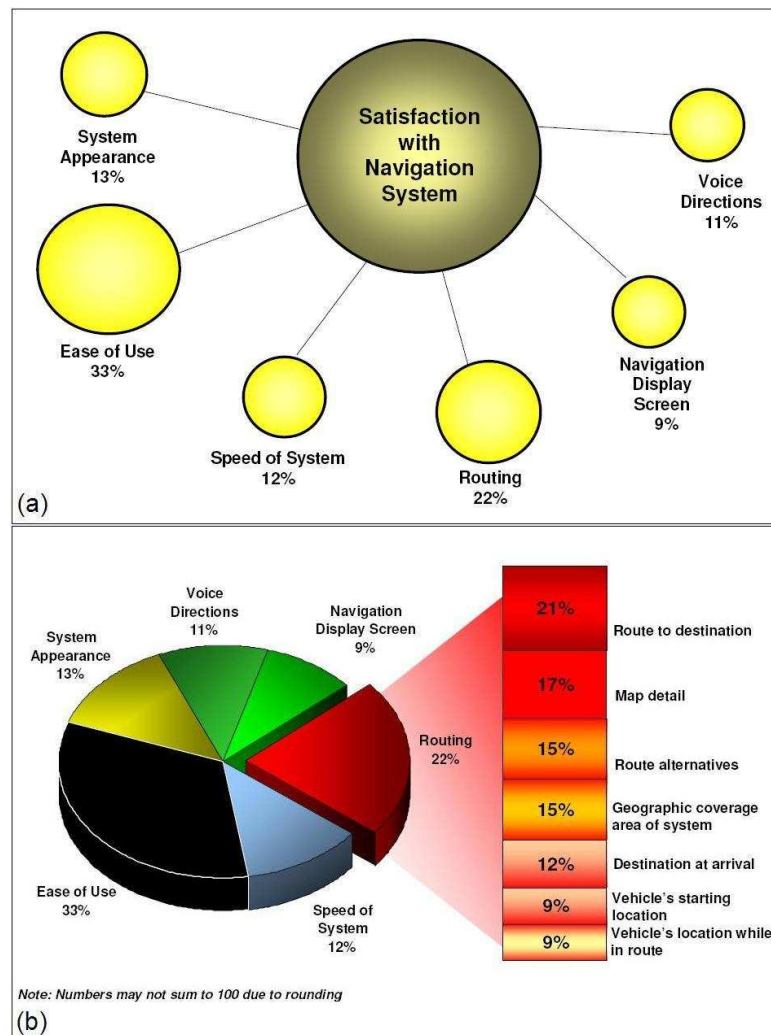 Satisfaction
with
Navigation
System
System
Appearance
13%
Voice
Directions
11%
Ease of Use
33%
Navigation
Display
Screen
9%
Speed of System
12%
Routing
22%
(a)
Voice
Directions
11%
Navigation
Display Screen
9%
System
Appearance
13%
Routing
22%
Ease of Use
33%
Speed of
System
12%
21%
Route to destination
17%
Map detail
15%
Route alternatives
15%
Geographic coverage
area of system
12%
Destination at arrival
9%
Vehicle's starting
location
9%
Vehicle's location while
in route
Note: Numbers may not sum to 100 due to rounding
(b)